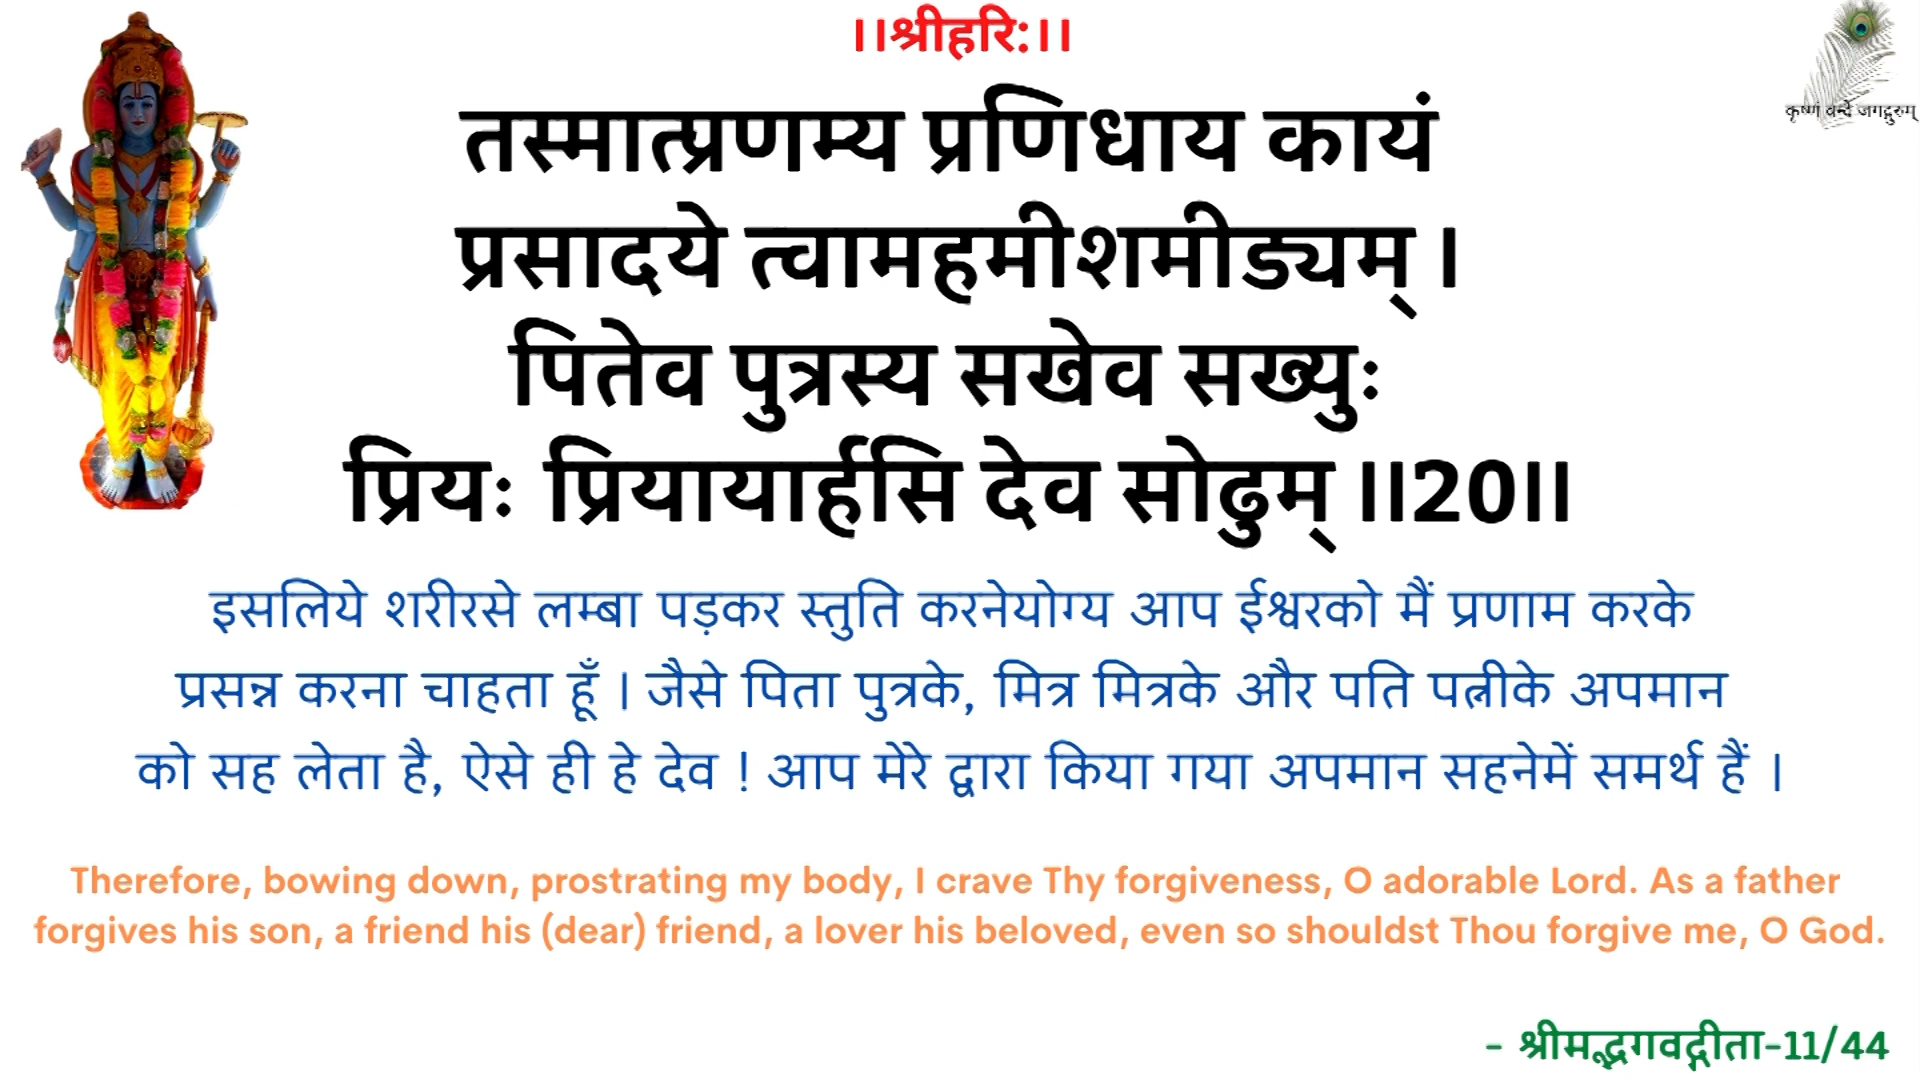 ।।श्रीहरि:।।
कृष्णं वन्दे जगद्गुरुम्
तस्मात्प्रणम्य प्रणिधाय कायं
प्रसादये त्वामहमीशमीड्यम् ।
पितेव पुत्रस्य सखेव सख्युः
प्रियः प्रियायार्हसि देव सोढुम् ।।20।।
इसलिये शरीरसे लम्बा पड़कर स्तुति करनेयोग्य आप ईश्वरको मैं प्रणाम करके
प्रसन्न करना चाहता हूँ । जैसे पिता पुत्रके, मित्र मित्रके और पति पत्नीके अपमान
को सह लेता है, ऐसे ही हे देव ! आप मेरे द्वारा किया गया अपमान सहनेमें समर्थ हैं ।
Therefore, bowing down, prostrating my body, I crave Thy forgiveness, O adorable Lord. As a father
forgives his son, a friend his (dear) friend, a lover his beloved, even so shouldst Thou forgive me, O God.
- श्रीमद्भगवद्गीता-11/44